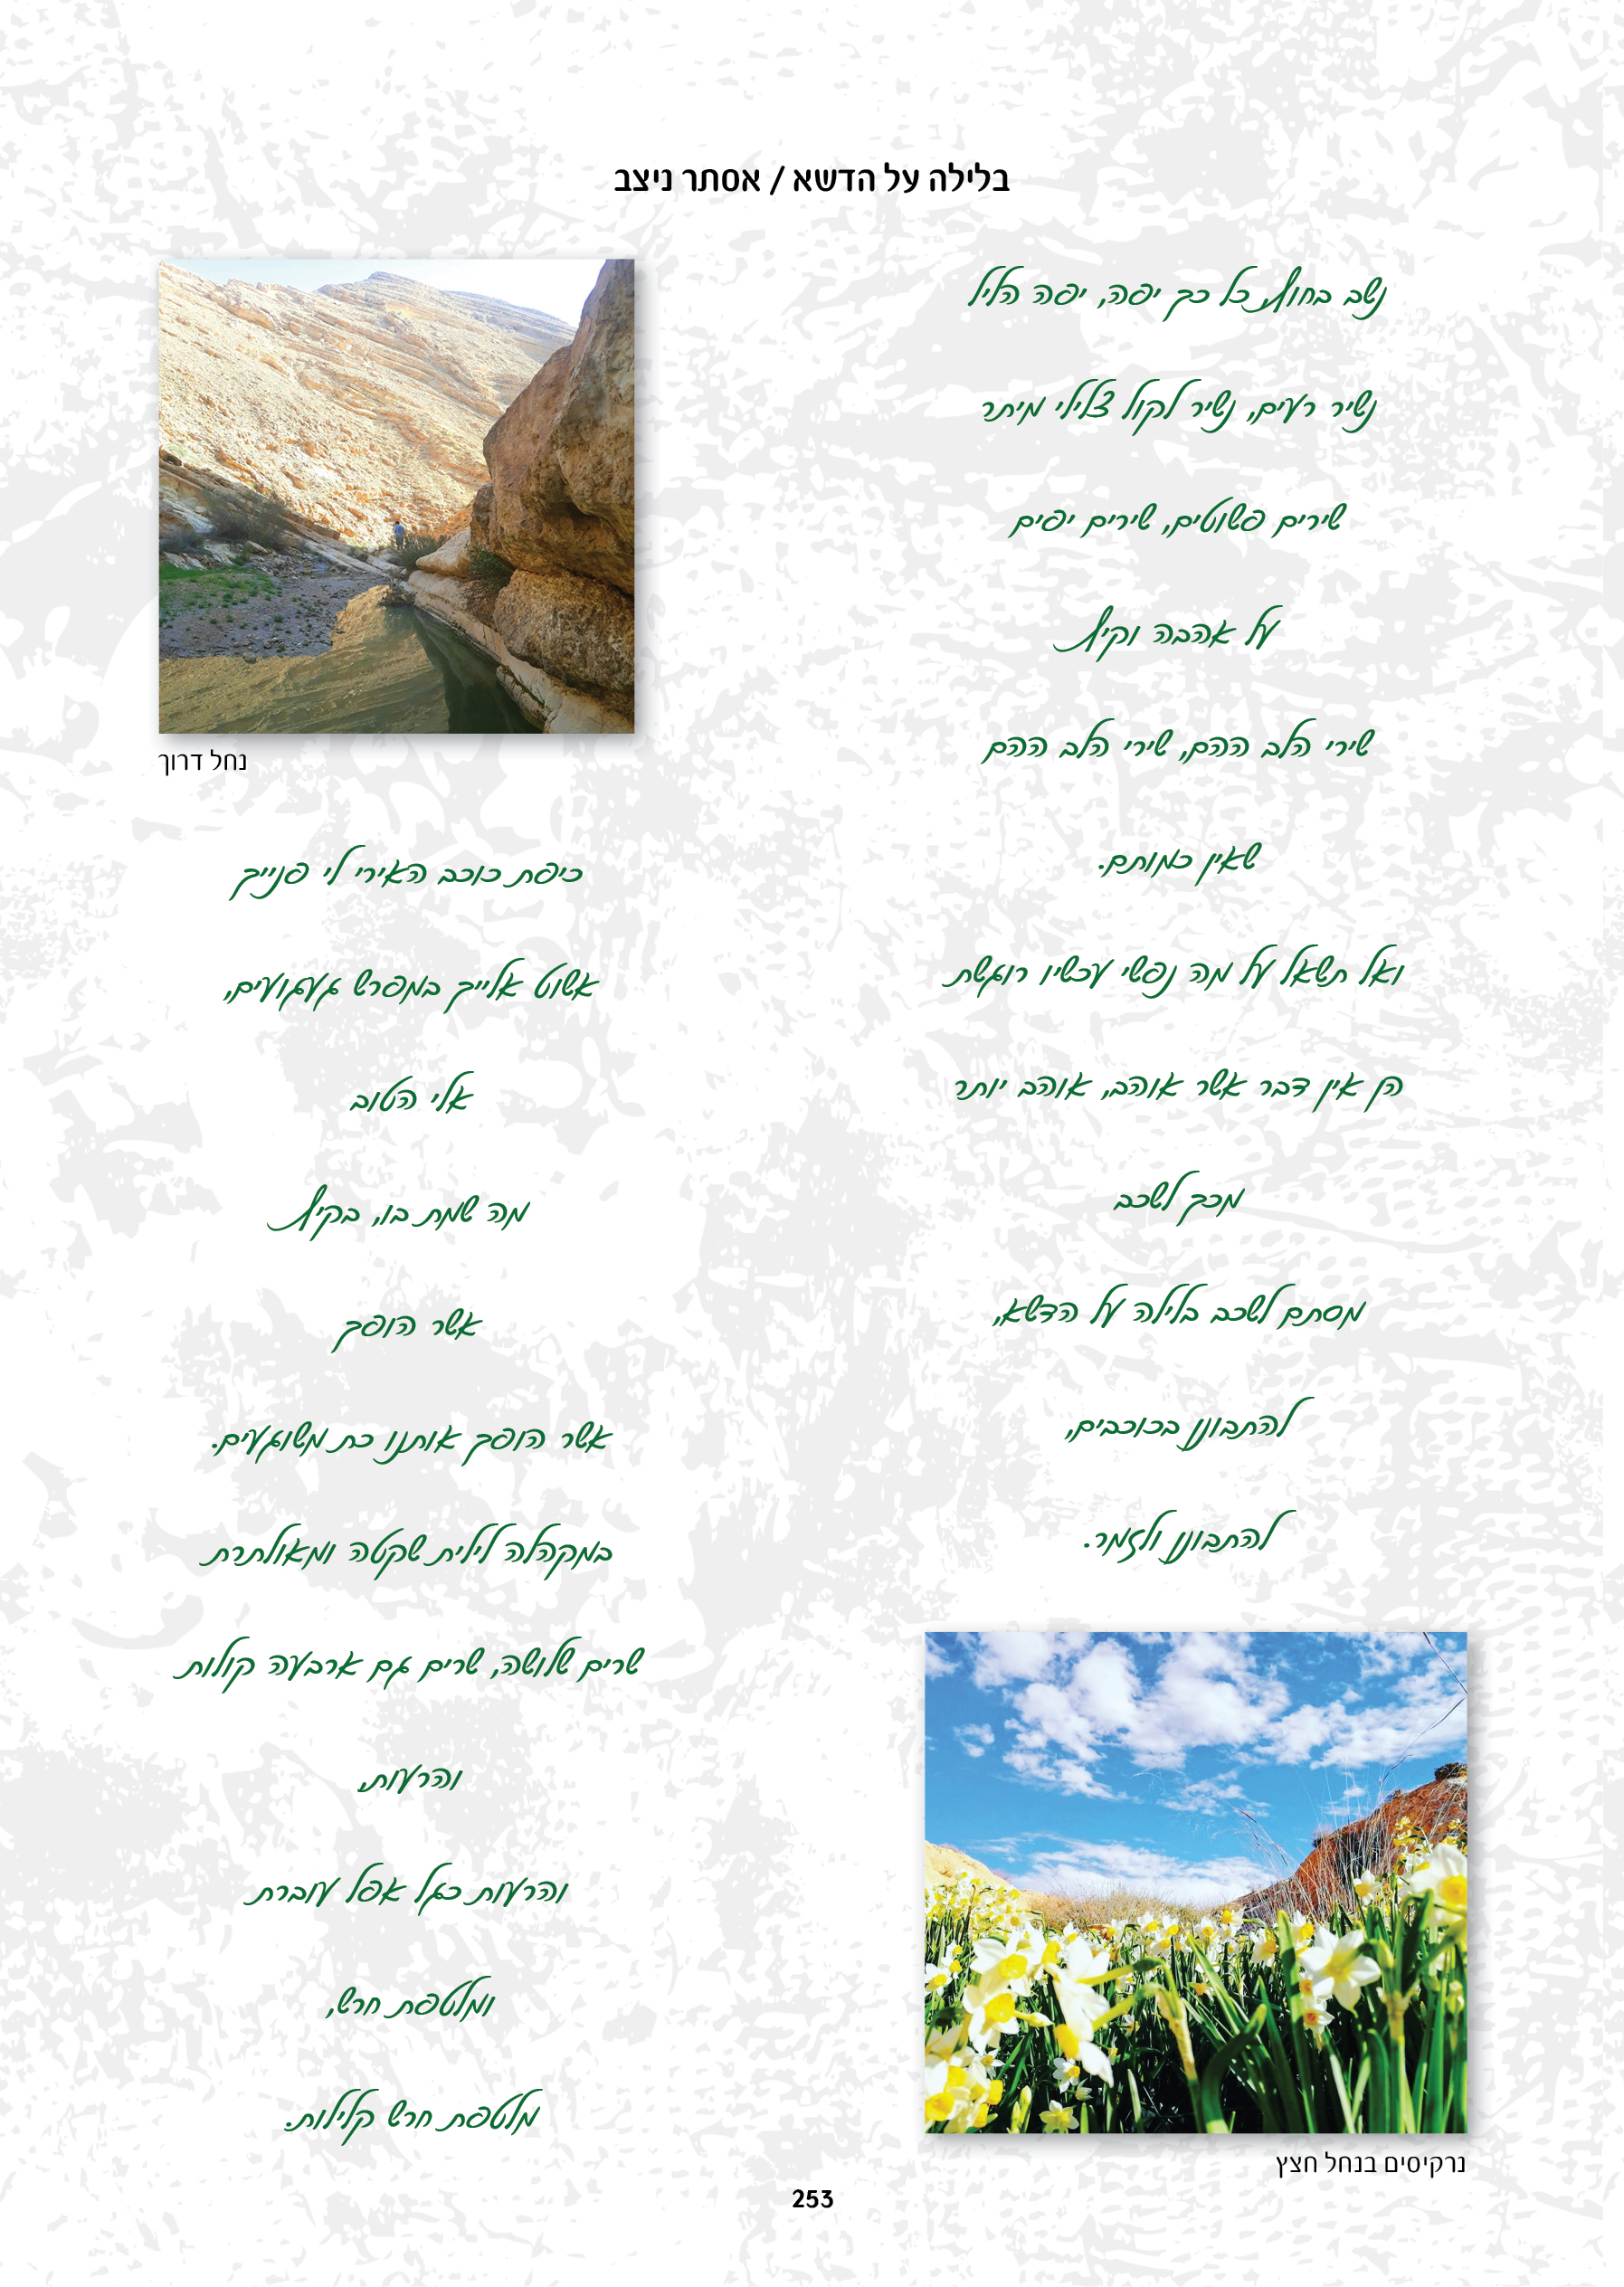 בלילה על הדשא / אסתר ניצב
נשב בחוץ, כל כך יפה, יפה הליל
נשיר רעים, נשיר לקול צלילי מיתר
שירים פשוטים, שירים יפים
על אהבה וקיץ
שירי הלב ההם, שירי הלב ההם
שאין כמותם.
ואל תשאל על מה נפשי עכשיו רוגשת
הן אין דבר אשר אוהב, אוהב יותר
מכך לשכב
מסתם לשכב בלילה על הדשא,
להתבונן בכוכבים,
להתבונן ולזמר.
נרקיסים בנחל חצץ
נחל דרוך
כיפת כוכב האירי לי פנייך
אשוט אלייך במפרש געגועים,
אלי הטוב
מה שמת בו, בקיץ
אשר הופך
אשר הופך אותנו כת משוגעים.
במקהלה לילית שקטה ומאולתרת
שרים שלושה, שרים גם ארבעה קולות
והרעות,
והרעות כגל אפל עוברת
ומלטפת חרש,
מלטפת חרש קלילות.
253